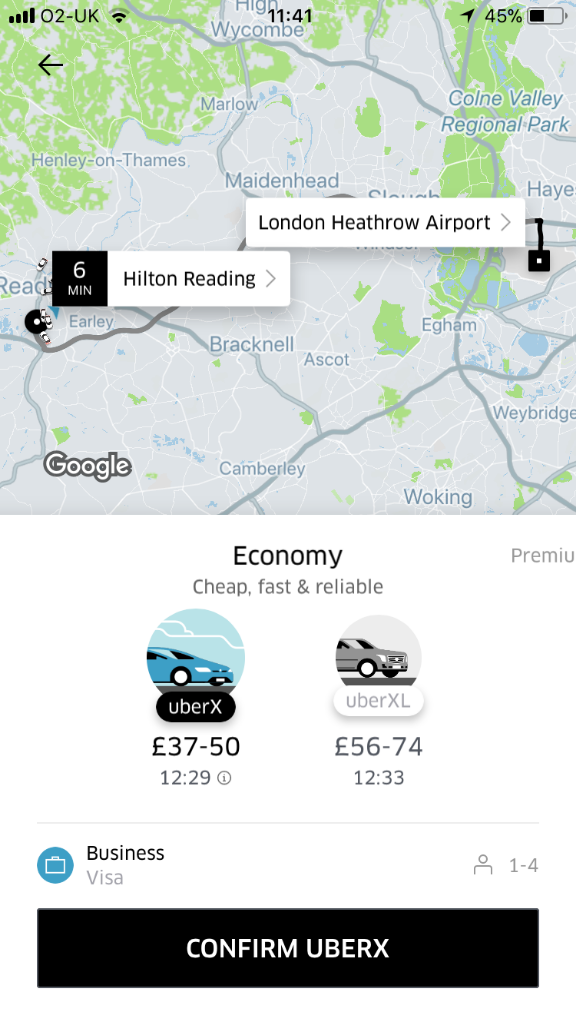 O2-UK
11:41
45%
High
Wycombe
Marlow
Colne Valley
Regional Park
Henley-on-Thames
Maidenhead
Slough
Hayes
London Heathrow Airport
Windsor
6
MIN
Hilton Reading
Read
Earley
Egham
Bracknell
Ascot
Weybridge
Google
Camberley
Woking
Economy
Premiu
Cheap, fast & reliable
uberX
uberXL
£37-50
£56-74
12:29
12:33
Business
Visa
1-4
CONFIRM UBERX